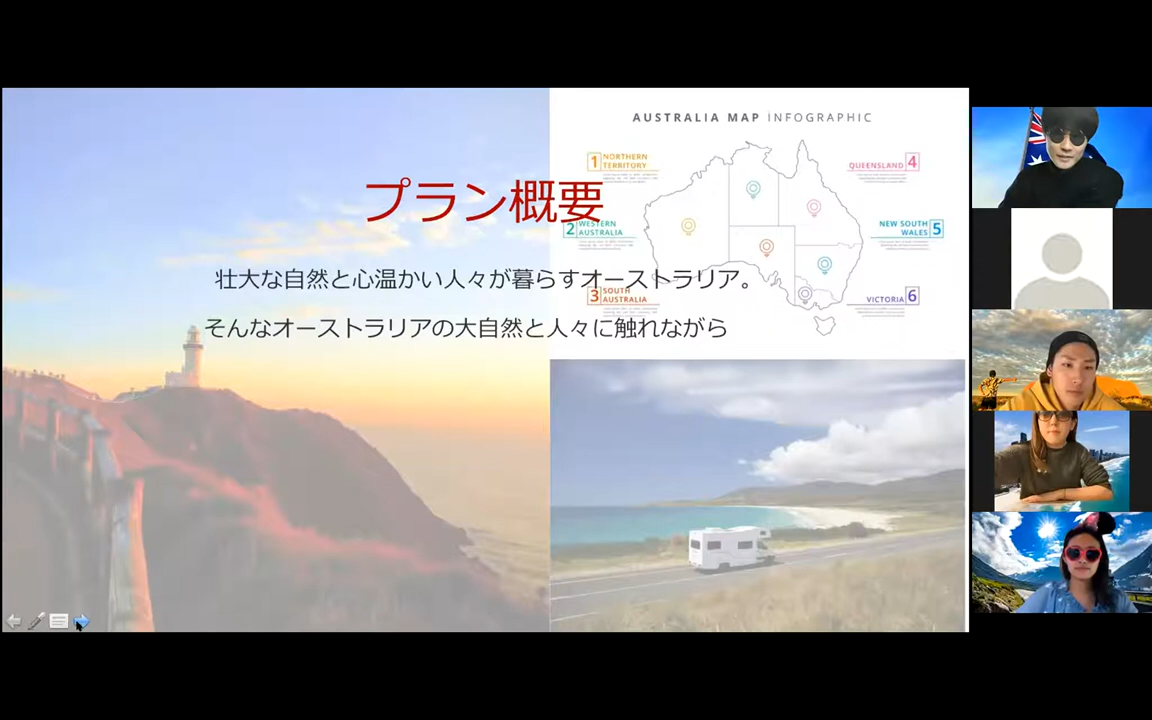 AUSTRALIA MAP INFOGRAPHIC
1 NORTHERN TERRITORY
QUEENSLAND 4
プラン概要
2 WESTERN AUSTRALIA
NEW SOUTH WALES 5
壮大な自然と心温かい人々が暮らすオーストラリア。
3 SOUTH AUSTRALIA
VICTORIA 6
そんなオーストラリアの大自然と人々に触れながら